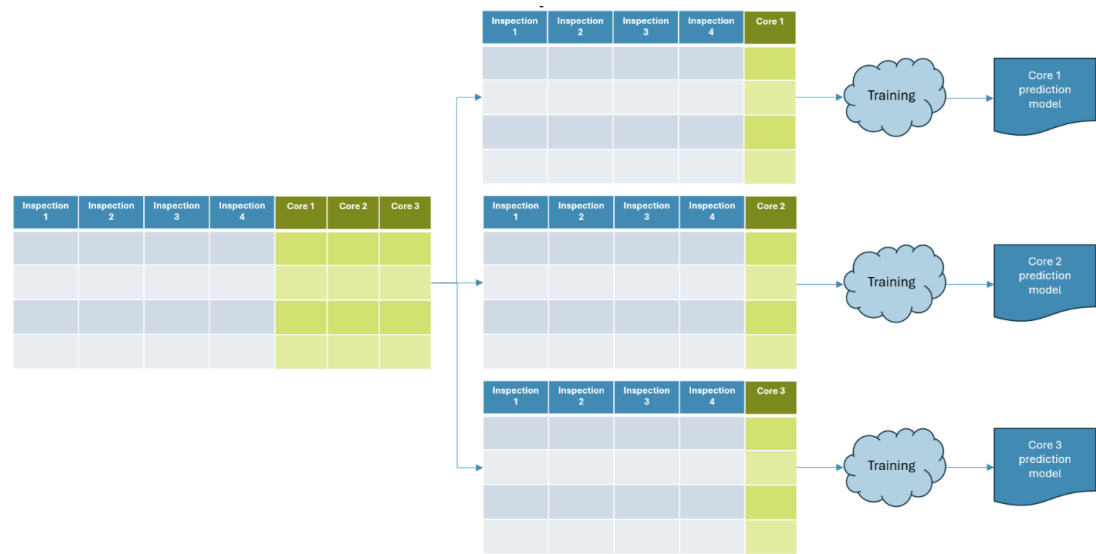 Inspection 1
Inspection 2
Inspection 3
Inspection 4
Core 1
Core 2
Core 3
Inspection 1
Inspection 2
Inspection 3
Inspection 4
Core 1
Training
Core 1
prediction
model
Inspection 1
Inspection 2
Inspection 3
Inspection 4
Core 2
Training
Core 2
prediction
model
Inspection 1
Inspection 2
Inspection 3
Inspection 4
Core 3
Training
Core 3
prediction
model